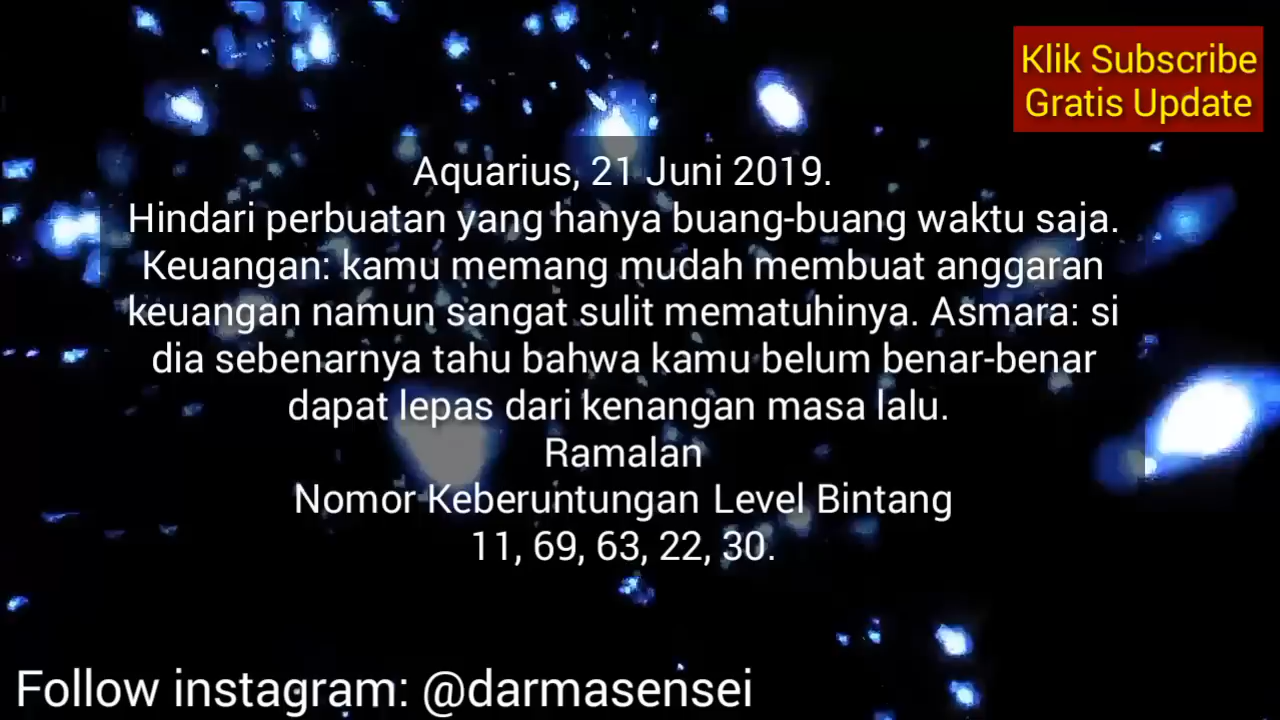 Klik Subscribe
Gratis Update
Aquarius, 21 Juni 2019.
Hindari perbuatan yang hanya buang-buang waktu saja.
Keuangan: kamu memang mudah membuat anggaran
keuangan namun sangat sulit mematuhinya. Asmara: si
dia sebenarnya tahu bahwa kamu belum benar-benar
dapat lepas dari kenangan masa lalu.
Ramalan
Nomor Keberuntungan Level Bintang
11, 69, 63, 22, 30.
Follow instagram: @darmasensei